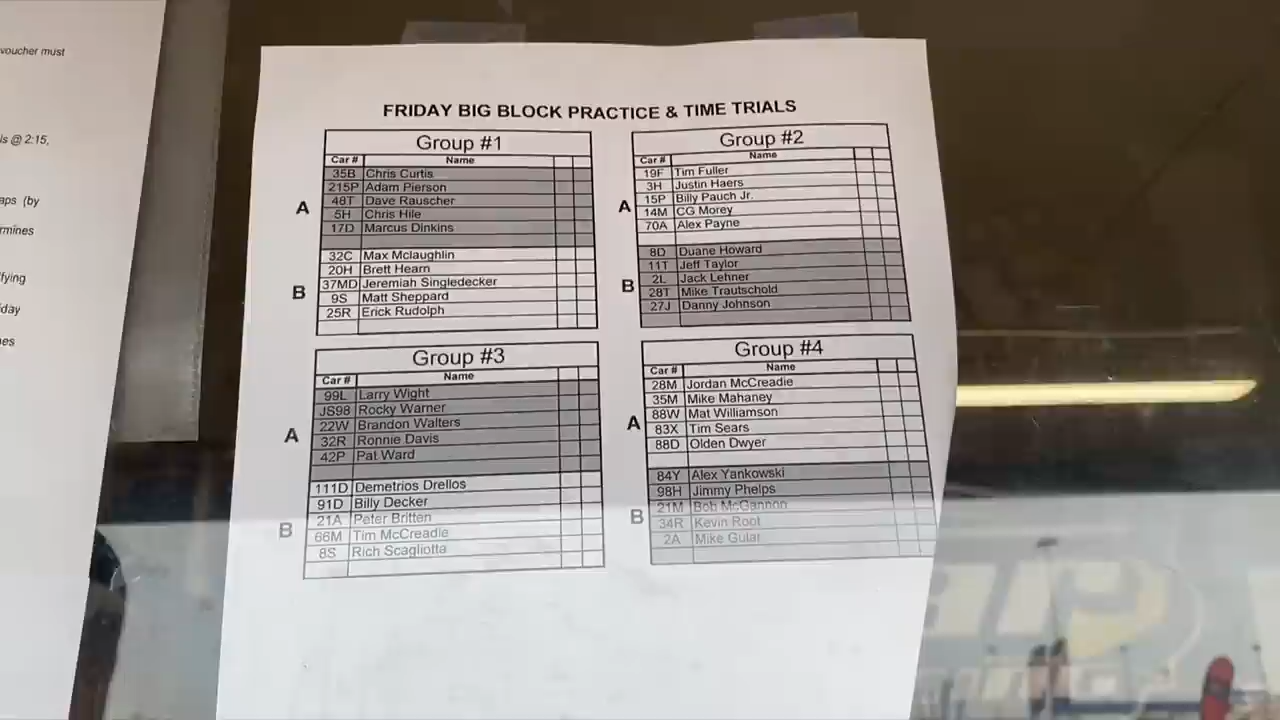 voucher must
is @ 2:15,
aps (by
rmines
fying
day
es
FRIDAY BIG BLOCK PRACTICE & TIME TRIALS
Group #1
Car # Name
A
35B Chris Curtis
215P Adam Pierson
48T Dave Rauscher
5H Chris Hile
17D Marcus Dinkins
B
32C Max Mclaughlin
20H Brett Hearn
37MD Jeremiah Singledecker
9S Matt Sheppard
25R Erick Rudolph
Group #2
Car # Name
A
19F Tim Fuller
3H Justin Haers
15P Billy Pauch Jr.
14M CG Morey
70A Alex Payne
B
8D Duane Howard
11T Jeff Taylor
2L Jack Lehner
28T Mike Trautschold
27J Danny Johnson
Group #3
Car # Name
A
99L Larry Wight
JS98 Rocky Warner
22W Brandon Walters
32R Ronnie Davis
42P Pat Ward
B
111D Demetrios Drellos
91D Billy Decker
21A Peter Britten
66M Tim McCreadie
8S Rich Scagliotta
Group #4
Car # Name
A
28M Jordan McCreadie
35M Mike Mahaney
88W Mat Williamson
83X Tim Sears
88D Olden Dwyer
B
84Y Alex Yankowski
98H Jimmy Phelps
21M Bob McGannon
34R Kevin Root
2A Mike Gular